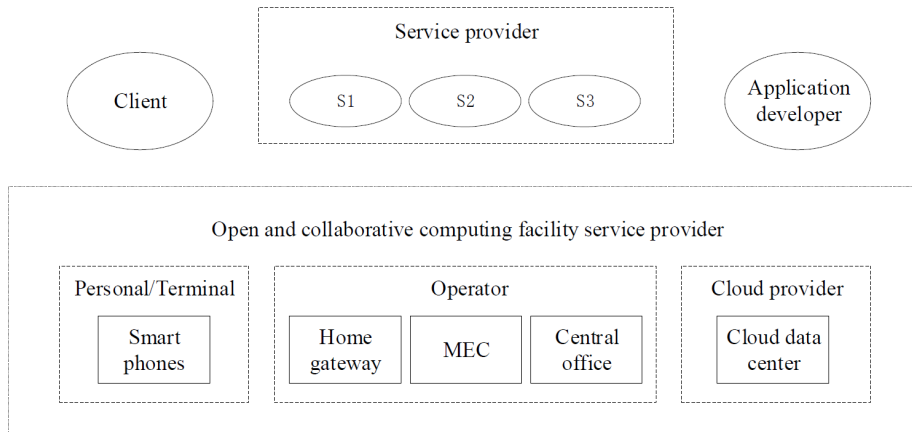 Service provider
Client
S1
S2
S3
Application
developer
Open and collaborative computing facility service provider
Personal/Terminal
Operator
Cloud provider
Smart
phones
Home
gateway
MEC
Central
office
Cloud data
center